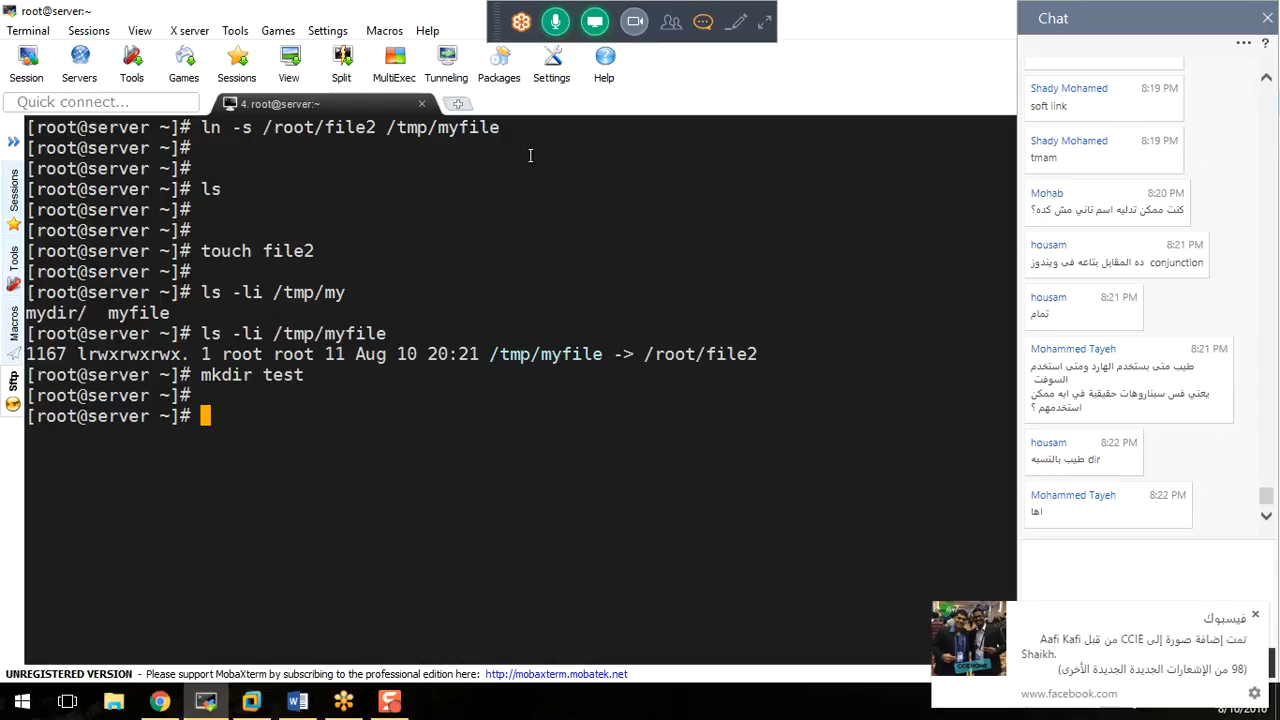 root@server:~
Terminal Sessions View X server Tools Games Settings Macros Help
Session Servers Tools Games Sessions View Split MultiExec Tunneling Packages Settings Help
Quick connect...
4. root@server:~
Sessions
Tools
Macros
Sftp
[root@server ~]# ln -s /root/file2 /tmp/myfile
[root@server ~]#
[root@server ~]#
[root@server ~]# ls
[root@server ~]#
[root@server ~]#
[root@server ~]# touch file2
[root@server ~]#
[root@server ~]# ls -li /tmp/my
mydir/ myfile
[root@server ~]# ls -li /tmp/myfile
1167 lrwxrwxrwx. 1 root root 11 Aug 10 20:21 /tmp/myfile -> /root/file2
[root@server ~]# mkdir test
[root@server ~]#
[root@server ~]#
UNREGISTERED VERSION - Please support MobaXterm by subscribing to the professional edition here: http://mobaxterm.mobatek.net
Chat
... ?
Shady Mohamed 8:19 PM
soft link
Shady Mohamed 8:19 PM
tmam
Mohab 8:20 PM
كنت ممكن تدليه اسم تاني مش كده؟
housam 8:21 PM
ده المقابل بتاعه فى ويندوز conjunction
housam 8:21 PM
تمام
Mohammed Tayeh 8:21 PM
طيب متى بستخدم الهارد ومتى استخدم
السوفت
يعني فس سيناروهات حقيقية في ايه ممكن
استخدمهم ؟
housam 8:22 PM
طيب بالنسبه dir
Mohammed Tayeh 8:22 PM
اها
فيسبوك
تمت إضافة صورة إلى CCIE من قبل Aafi Kafi
Shaikh.
(98 من الإشعارات الجديدة الجديدة الأخرى)
www.facebook.com